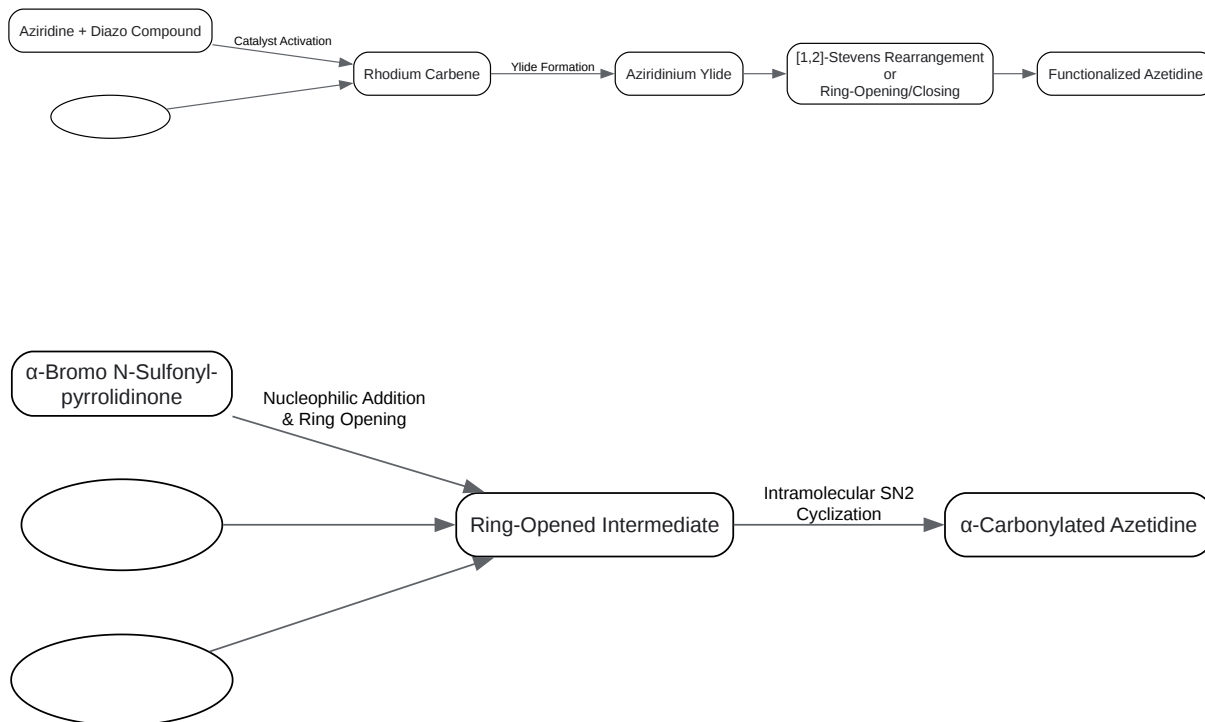 Aziridine + Diazo Compound
Catalyst Activation
Rhodium Carbene
Ylide Formation
Aziridinium Ylide
[1,2]-Stevens Rearrangement
or
Ring-Opening/Closing
Functionalized Azetidine
α-Bromo N-Sulfonyl-
pyrrolidinone
Nucleophilic Addition
& Ring Opening
Ring-Opened Intermediate
Intramolecular SN2
Cyclization
α-Carbonylated Azetidine